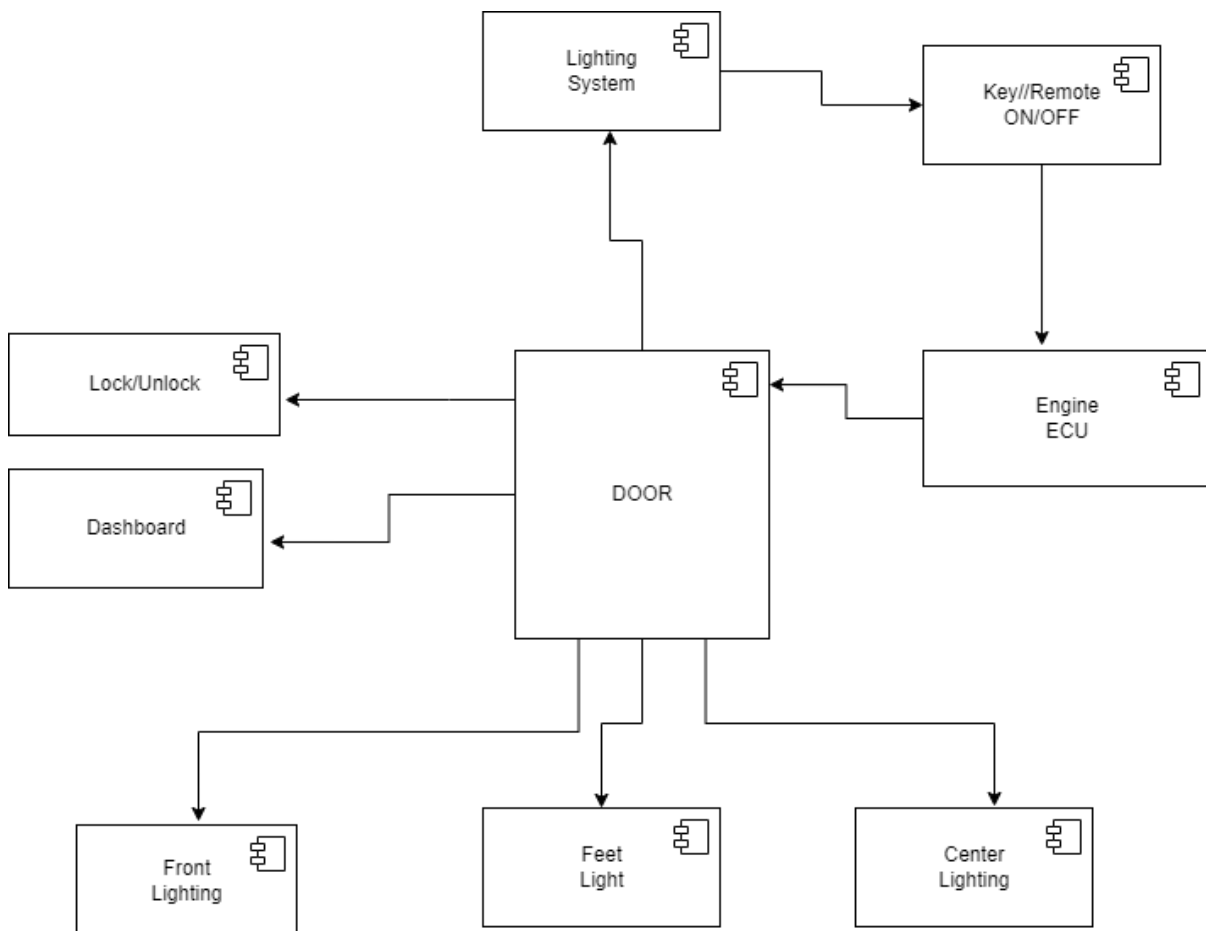 Lighting
System
Key//Remote
ON/OFF
Lock/Unlock
Engine
ECU
DOOR
Dashboard
Front
Lighting
Feet
Light
Center
Lighting